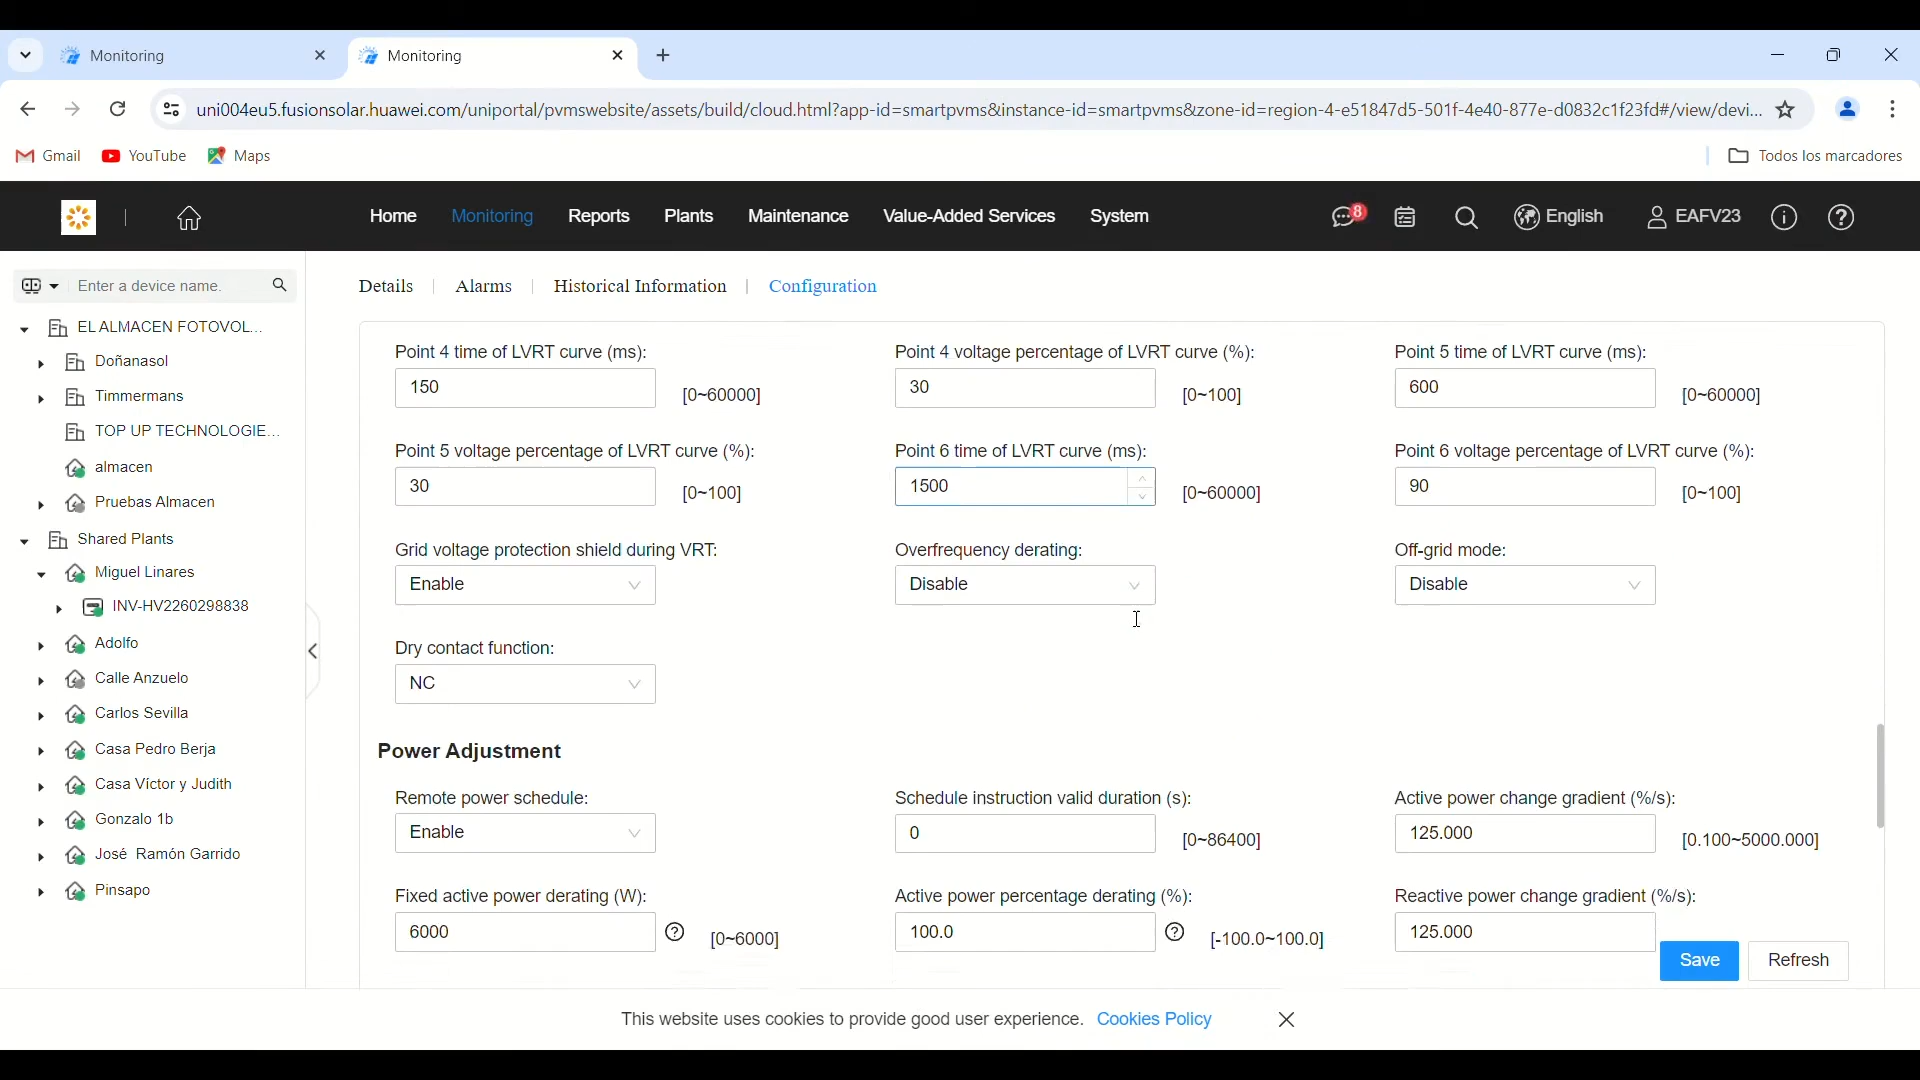 Monitoring
Monitoring
uni004eu5.fusionsolar.huawei.com/uniportal/pvmswebsite/assets/build/cloud.html?app-id=smartpvms&instance-id=smartpvms&zone-id=region-4-e51847d5-501f-4e40-877e-d0832c1f23fd#/view/devi...
Gmail YouTube Maps Todos los marcadores
Home Monitoring Reports Plants Maintenance Value-Added Services System 8 English EAFV23
Enter a device name.
EL ALMACEN FOTOVOL...
Doñanasol
Timmermans
TOP UP TECHNOLOGIE...
almacen
Pruebas Almacen
Shared Plants
Miguel Linares
INV-HV2260298838
Adolfo
Calle Anzuelo
Carlos Sevilla
Casa Pedro Berja
Casa Víctor y Judith
Gonzalo 1b
José Ramón Garrido
Pinsapo
Details Alarms Historical Information Configuration
Point 4 time of LVRT curve (ms): Point 4 voltage percentage of LVRT curve (%): Point 5 time of LVRT curve (ms):
150 [0~60000] 30 [0~100] 600 [0~60000]
Point 5 voltage percentage of LVRT curve (%): Point 6 time of LVRT curve (ms): Point 6 voltage percentage of LVRT curve (%):
30 [0~100] 1500 [0~60000] 90 [0~100]
Grid voltage protection shield during VRT: Overfrequency derating: Off-grid mode:
Enable Disable Disable
Dry contact function:
NC
Power Adjustment
Remote power schedule: Schedule instruction valid duration (s): Active power change gradient (%/s):
Enable 0 [0~86400] 125.000 [0.100~5000.000]
Fixed active power derating (W): Active power percentage derating (%): Reactive power change gradient (%/s):
6000 [0~6000] 100.0 [-100.0~100.0] 125.000
Save Refresh
This website uses cookies to provide good user experience. Cookies Policy